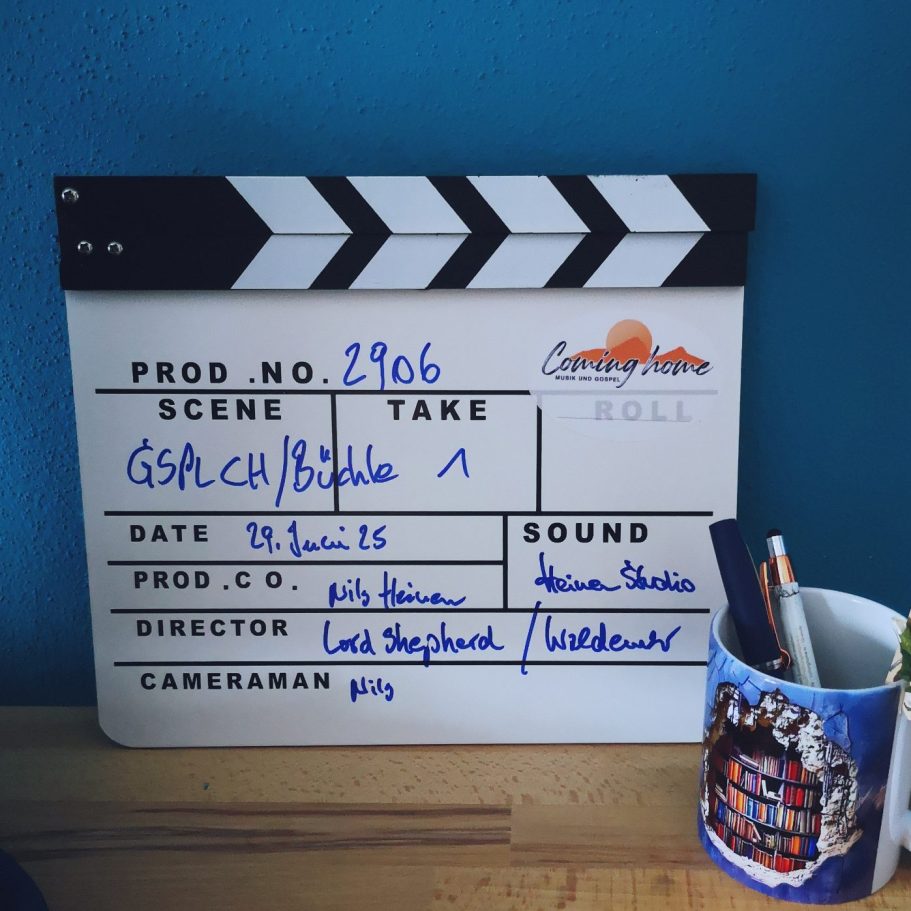 PROD .NO. 2906
Coming home
MUSIK UND GOSPEL
SCENE TAKE ROLL
GSPLCH/Büchle 1
DATE 29. Juni 25 SOUND
PROD .CO. Nils Heinen Heinen Studio
DIRECTOR Lord Shepherd / Waldemar
CAMERAMAN Nils